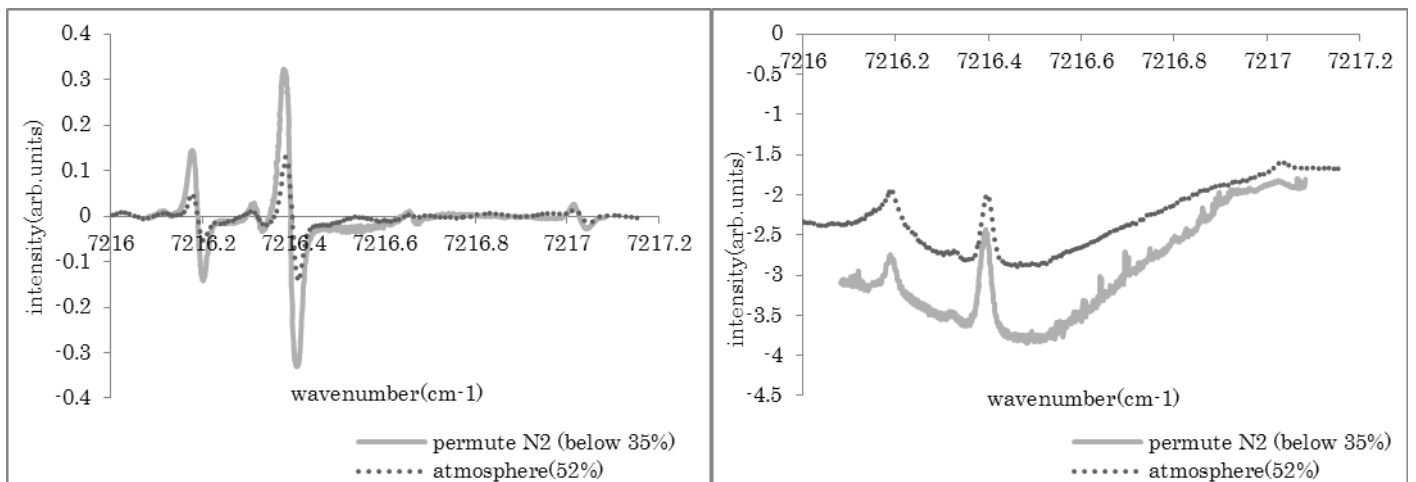 0.4
0.3
0.2
0.1
0
-0.1
-0.2
-0.3
-0.4
intensity(arb.units)
7216 7216.2 7216.4 7216.6 7216.8 7217 7217.2
wavenumber(cm-1)
permute N2 (below 35%)
atmosphere(52%)
0
-0.5
-1
-1.5
-2
-2.5
-3
-3.5
-4
-4.5
intensity(arb.units)
7216 7216.2 7216.4 7216.6 7216.8 7217 7217.2
wavenumber(cm-1)
permute N2 (below 35%)
atmosphere(52%)